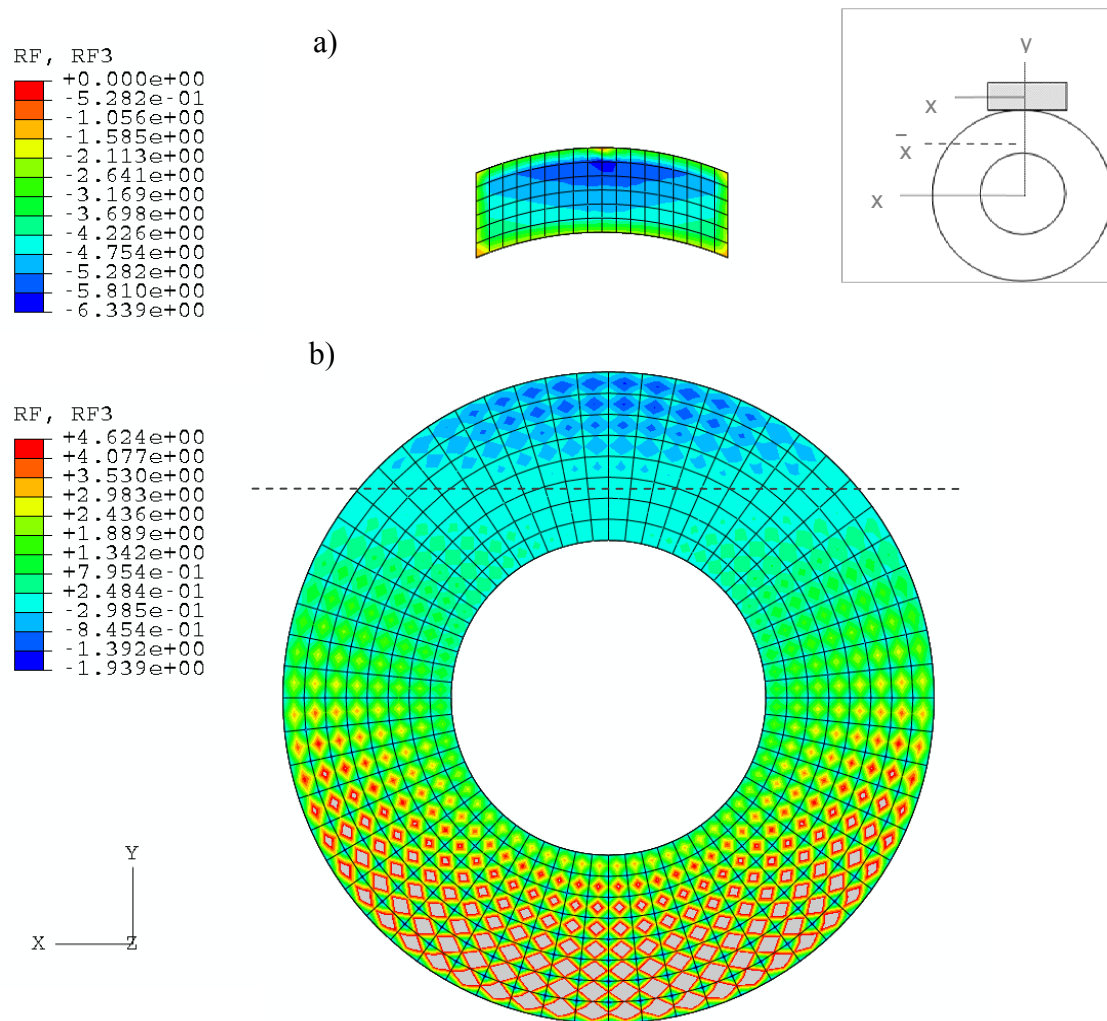 a)
RF, RF3
+0.000e+00
-5.282e-01
-1.056e+00
-1.585e+00
-2.113e+00
-2.641e+00
-3.169e+00
-3.698e+00
-4.226e+00
-4.754e+00
-5.282e+00
-5.810e+00
-6.339e+00
y
x
x̄
x
b)
RF, RF3
+4.624e+00
+4.077e+00
+3.530e+00
+2.983e+00
+2.436e+00
+1.889e+00
+1.342e+00
+7.954e-01
+2.484e-01
-2.985e-01
-8.454e-01
-1.392e+00
-1.939e+00
Y
X
Z